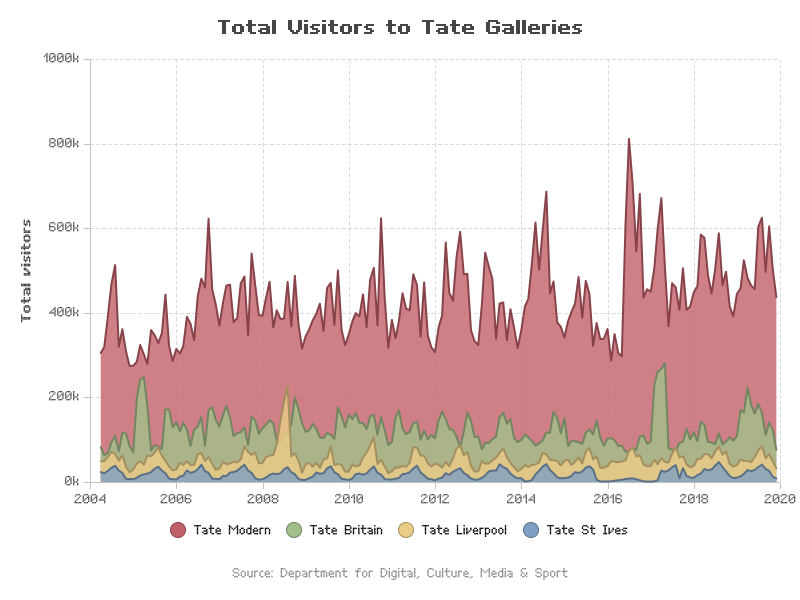 Total Visitors to Tate Galleries
Total visitors
1000k
800k
600k
400k
200k
0k
2004 2006 2008 2010 2012 2014 2016 2018 2020
Tate Modern Tate Britain Tate Liverpool Tate St Ives
Source: Department for Digital, Culture, Media & Sport